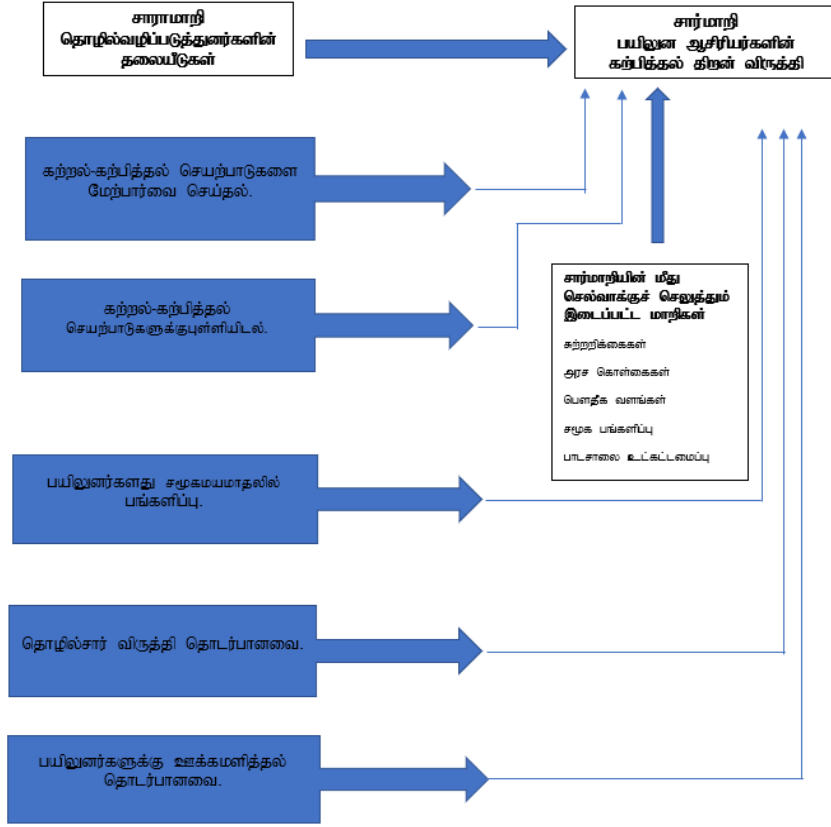 சாராமாறி
தொழில்வழிப்படுத்துனர்களின்
தலையீடுகள்
சார்மாறி
பயிலுன ஆசிரியர்களின்
கற்பித்தல் திறன் விருத்தி
கற்றல்-கற்பித்தல் செயற்பாடுகளை
மேற்பார்வை செய்தல்.
கற்றல்-கற்பித்தல்
செயற்பாடுகளுக்குபுள்ளியிடல்.
சார்மாறியின் மீது
செல்வாக்குச் செலுத்தும்
இடைப்பட்ட மாறிகள்
சுற்றறிக்கைகள்
அரச கொள்கைகள்
பௌதீக வளங்கள்
சமூக பங்களிப்பு
பாடசாலை உட்கட்டமைப்பு
பயிலுனர்களது சமூகமயமாதலில்
பங்களிப்பு.
தொழில்சார் விருத்தி தொடர்பானவை.
பயிலுனர்களுக்கு ஊக்கமளித்தல்
தொடர்பானவை.